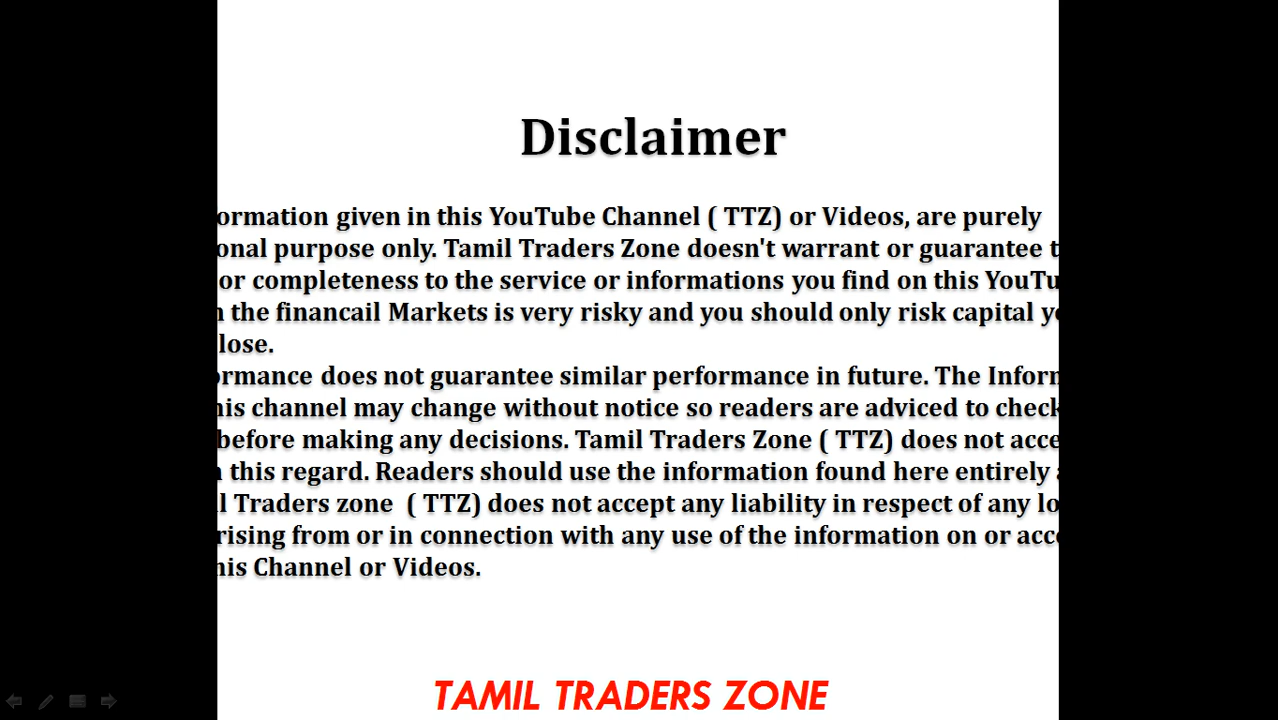 Disclaimer
ormation given in this YouTube Channel ( TTZ) or Videos, are purely
onal purpose only. Tamil Traders Zone doesn't warrant or guarantee t
or completeness to the service or informations you find on this YouTu
the financail Markets is very risky and you should only risk capital
lose.
ormance does not guarantee similar performance in future. The Inform
his channel may change without notice so readers are adviced to check
before making any decisions. Tamil Traders Zone ( TTZ) does not acce
this regard. Readers should use the information found here entirely
l Traders zone ( TTZ) does not accept any liability in respect of any lo
rising from or in connection with any use of the information on or acce
his Channel or Videos.
TAMIL TRADERS ZONE